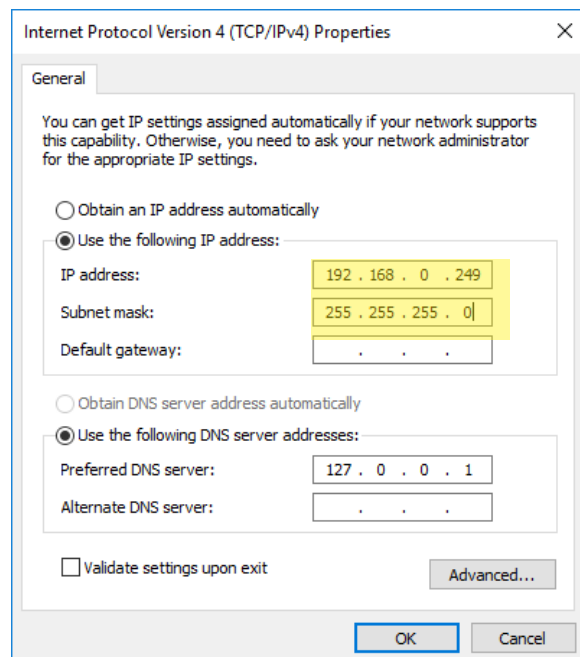 Internet Protocol Version 4 (TCP/IPv4) Properties
General
You can get IP settings assigned automatically if your network supports
this capability. Otherwise, you need to ask your network administrator
for the appropriate IP settings.
Obtain an IP address automatically
Use the following IP address:
IP address: 192 . 168 . 0 . 249
Subnet mask: 255 . 255 . 255 . 0
Default gateway: . . .
Obtain DNS server address automatically
Use the following DNS server addresses:
Preferred DNS server: 127 . 0 . 0 . 1
Alternate DNS server: . . .
Validate settings upon exit
Advanced...
OK Cancel